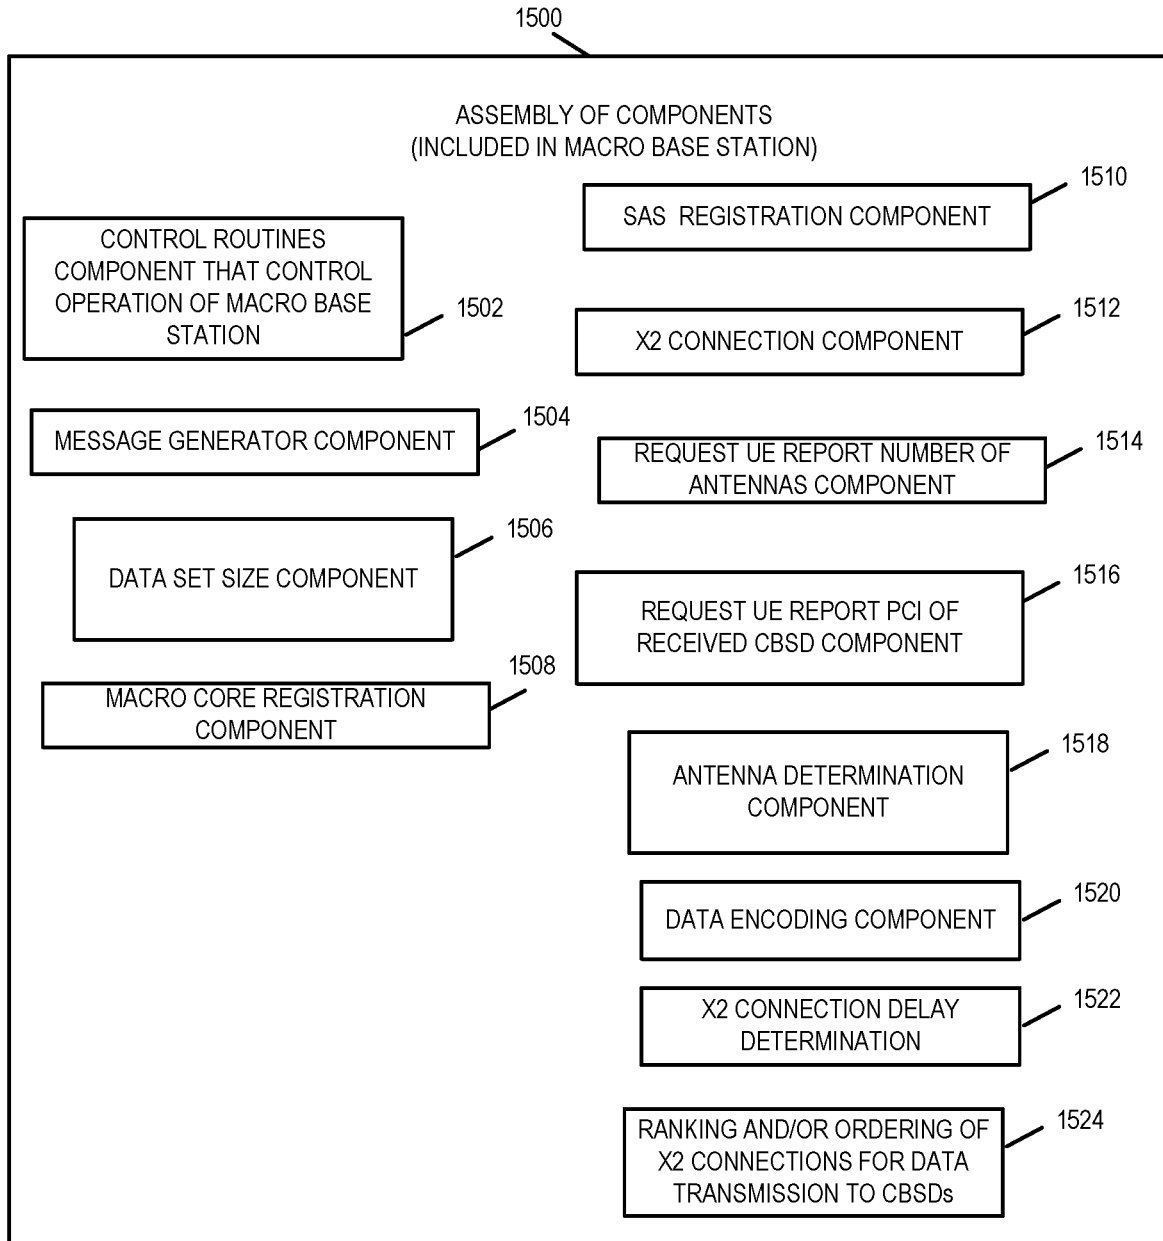 1500
ASSEMBLY OF COMPONENTS
(INCLUDED IN MACRO BASE STATION)
CONTROL ROUTINES
COMPONENT THAT CONTROL
OPERATION OF MACRO BASE
STATION
1502
MESSAGE GENERATOR COMPONENT
1504
DATA SET SIZE COMPONENT
1506
MACRO CORE REGISTRATION
COMPONENT
1508
SAS REGISTRATION COMPONENT
1510
X2 CONNECTION COMPONENT
1512
REQUEST UE REPORT NUMBER OF
ANTENNAS COMPONENT
1514
REQUEST UE REPORT PCI OF
RECEIVED CBSD COMPONENT
1516
ANTENNA DETERMINATION
COMPONENT
1518
DATA ENCODING COMPONENT
1520
X2 CONNECTION DELAY
DETERMINATION
1522
RANKING AND/OR ORDERING OF
X2 CONNECTIONS FOR DATA
TRANSMISSION TO CBSDs
1524